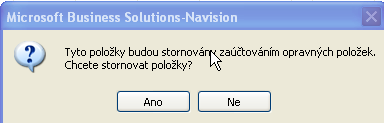 Microsoft Business Solutions-Navision
Tyto položky budou stornovány zaúčtováním opravných položek.
Chcete stornovat položky?
Ano
Ne